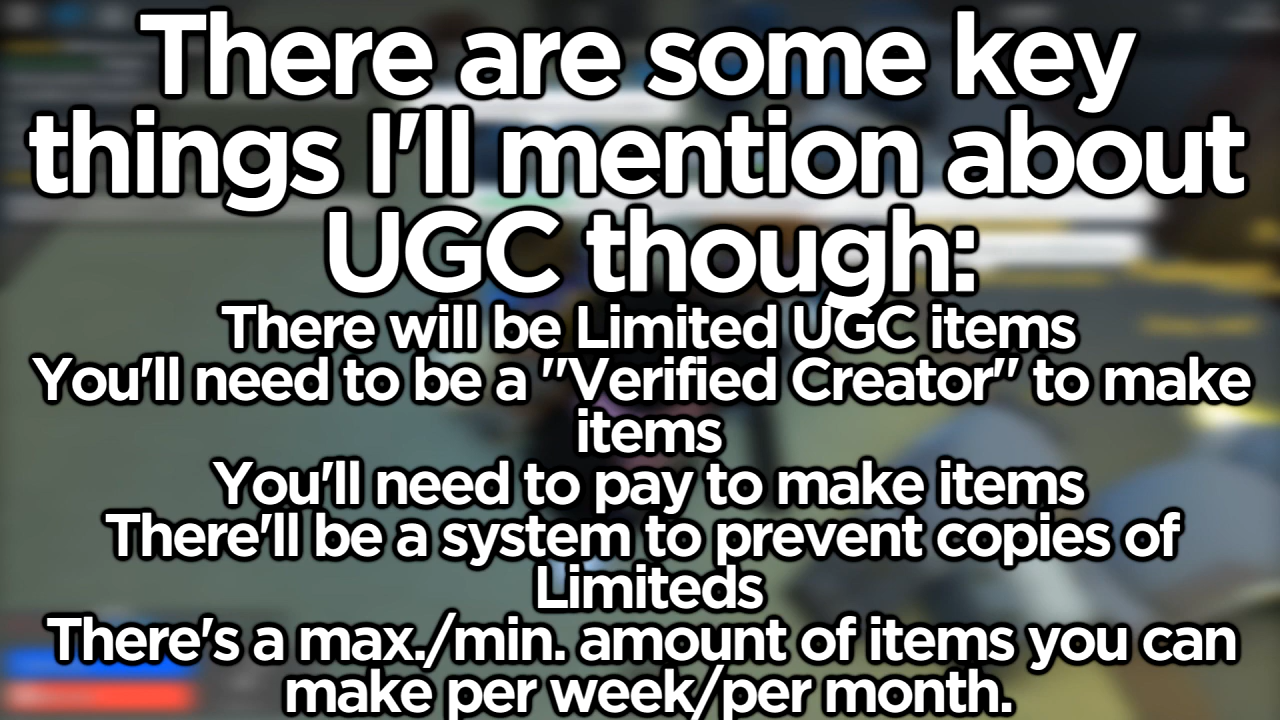 There are some key
things I'll mention about
UGC though:
There will be Limited UGC items
You'll need to be a "Verified Creator" to make
items
You'll need to pay to make items
There'll be a system to prevent copies of
Limiteds
There's a max./min. amount of items you can
make per week/per month.